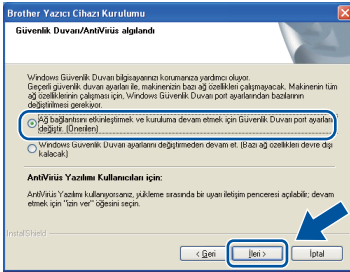 Brother Yazıcı Cihazı Kurulumu
Güvenlik Duvarı/AntiVirüs algılandı
Windows Güvenlik Duvarı bilgisayarınızı korumanıza yardımcı oluyor.
Geçerli güvenlik duvarı ayarları ile, makinenizin bazı ağ özellikleri çalışmayacak. Makinenin tüm
ağ özelliklerinin çalışması için, Windows Güvenlik Duvarı port ayarlarından bazılarının
değiştirilmesi gerekiyor.
Ağ bağlantısını etkinleştirmek ve kuruluma devam etmek için Güvenlik Duvarı port ayarlarını
değiştir. (Önerilen)
Windows Güvenlik Duvarı ayarlarını değiştirmeden devam et. (Bazı ağ özellikleri devre dışı
kalacak)
AntiVirüs Yazılımı Kullanıcıları için:
AntiVirüs Yazılımı kullanıyorsanız, yükleme sırasında bir uyarı iletişim penceresi açılabilir; devam
etmek için "izin ver" öğesini seçin.
InstallShield
< Geri
İleri >
İptal